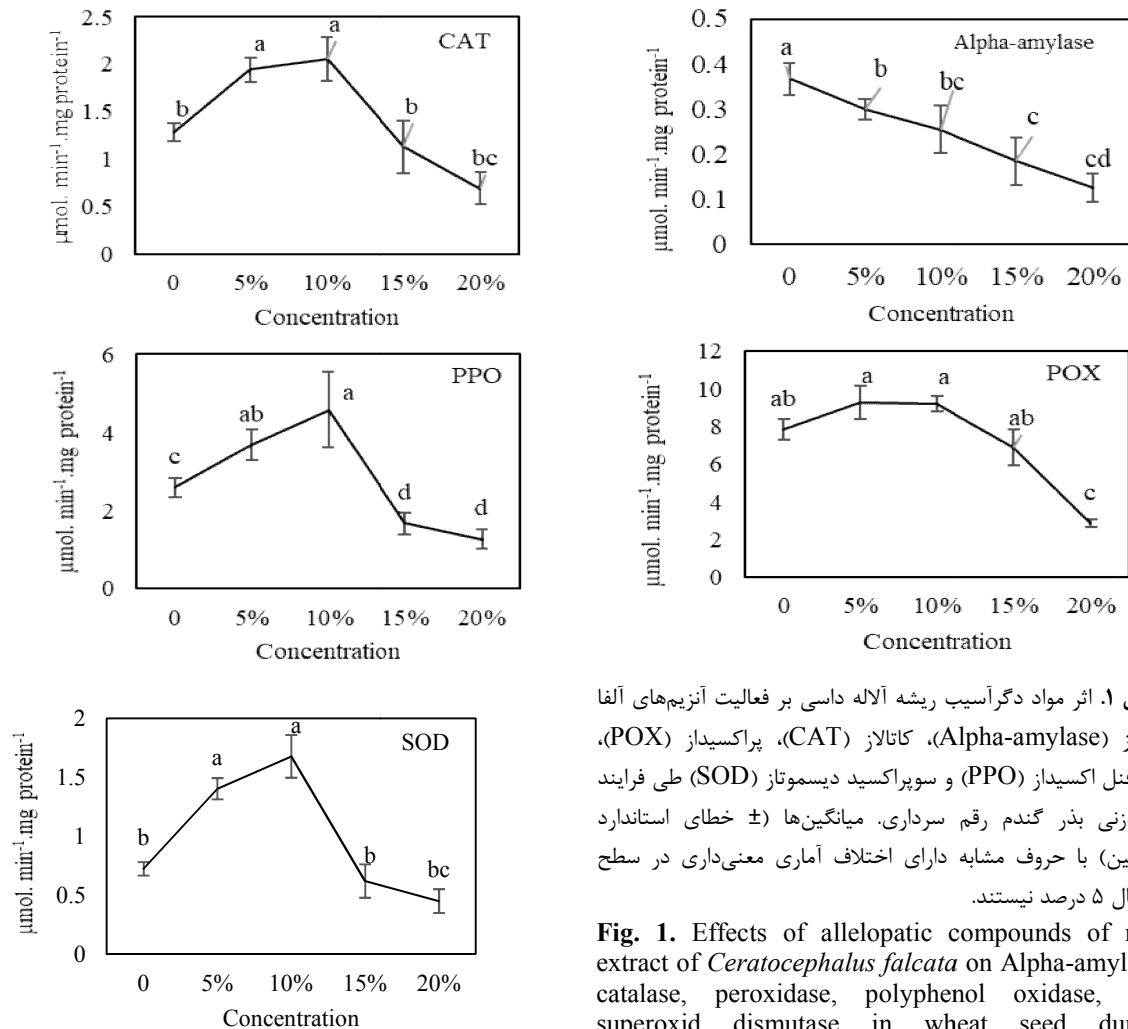 CAT
2.5
2
1.5
1
0.5
0
b
a
a
b
bc
0 5% 10% 15% 20%
Concentration
µmol. min-1.mg protein-1
Alpha-amylase
0.5
0.4
0.3
0.2
0.1
0
a
b
bc
c
cd
0 5% 10% 15% 20%
Concentration
µmol. min-1.mg protein-1
PPO
6
4
2
0
c
ab
a
d
d
0 5% 10% 15% 20%
Concentration
µmol. min-1.mg protein-1
POX
12
10
8
6
4
2
0
ab
a
a
ab
c
0 5% 10% 15% 20%
Concentration
µmol. min-1.mg protein-1
SOD
2
1.5
1
0.5
0
b
a
a
b
bc
0 5% 10% 15% 20%
Concentration
µmol. min-1.mg protein-1
۱. اثر مواد دگرآسیب ریشه آلاله داسی بر فعالیت آنزیم‌های آلفا
(Alpha-amylase)، کاتالاز (CAT)، پراکسیداز (POX)،
اکسیداز (PPO) و سوپراکسید دیسموتاز (SOD) طی فرایند
بذر گندم رقم سرداری. میانگین‌ها (± خطای استاندارد
با حروف مشابه دارای اختلاف آماری معنی‌داری در سطح
۵ درصد نیستند.
Fig. 1. Effects of allelopatic compounds of
extract of Ceratocephalus falcata on
catalase, peroxidase, polyphenol oxidase,
superoxid dismutase in wheat seed